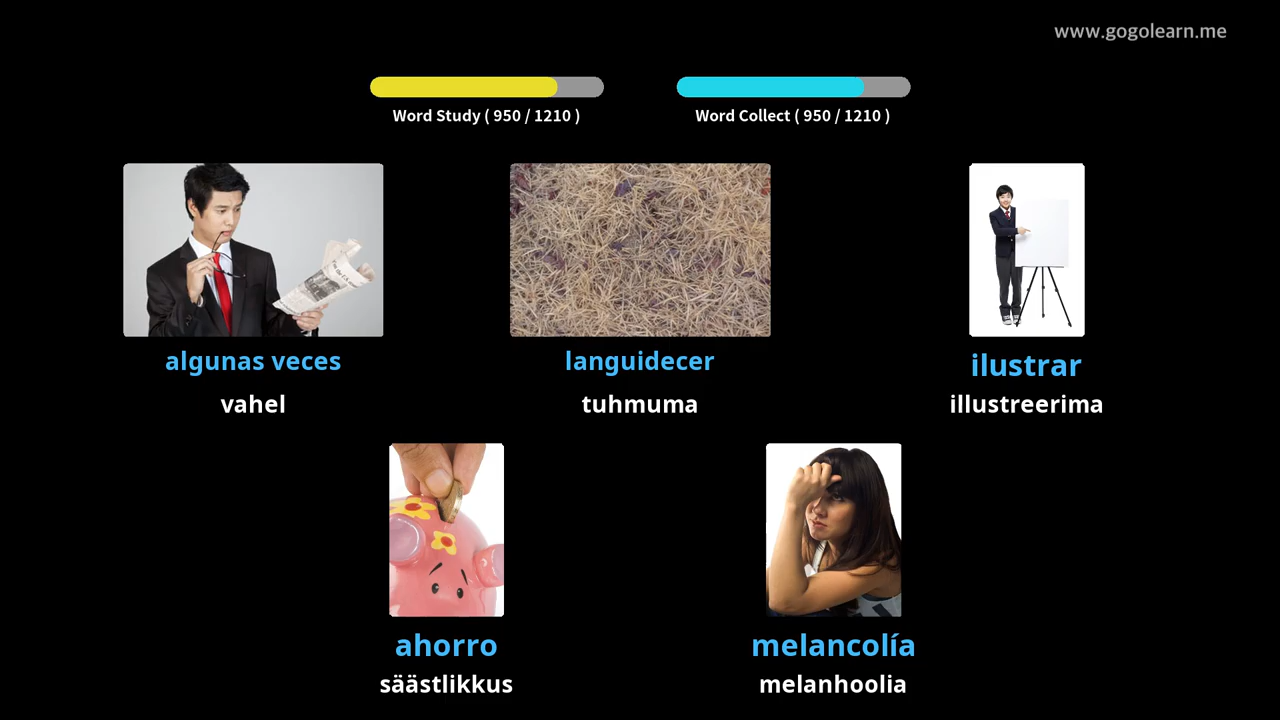 www.gogolearn.me
Word Study ( 950 / 1210 )
Word Collect ( 950 / 1210 )
algunas veces
languidecer
ilustrar
vahel
tuhmuma
illustreerima
ahorro
melancolía
säästlikkus
melanhoolia